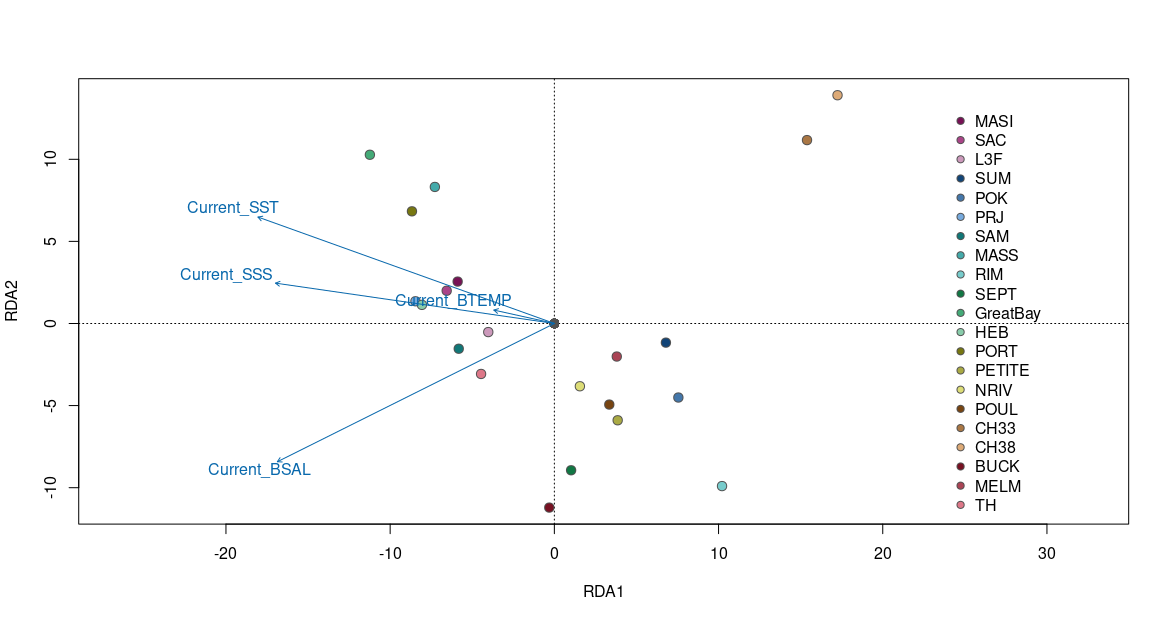 MASI
SAC
L3F
SUM
POK
PRJ
SAM
MASS
RIM
SEPT
GreatBay
HEB
PORT
PETITE
NRIV
POUL
CH33
CH38
BUCK
MELM
TH
Current_SST
Current_SSS
Current_BTEMP
Current_BSAL
RDA2
10
5
0
-5
-10
-20
-10
0
10
20
30
RDA1